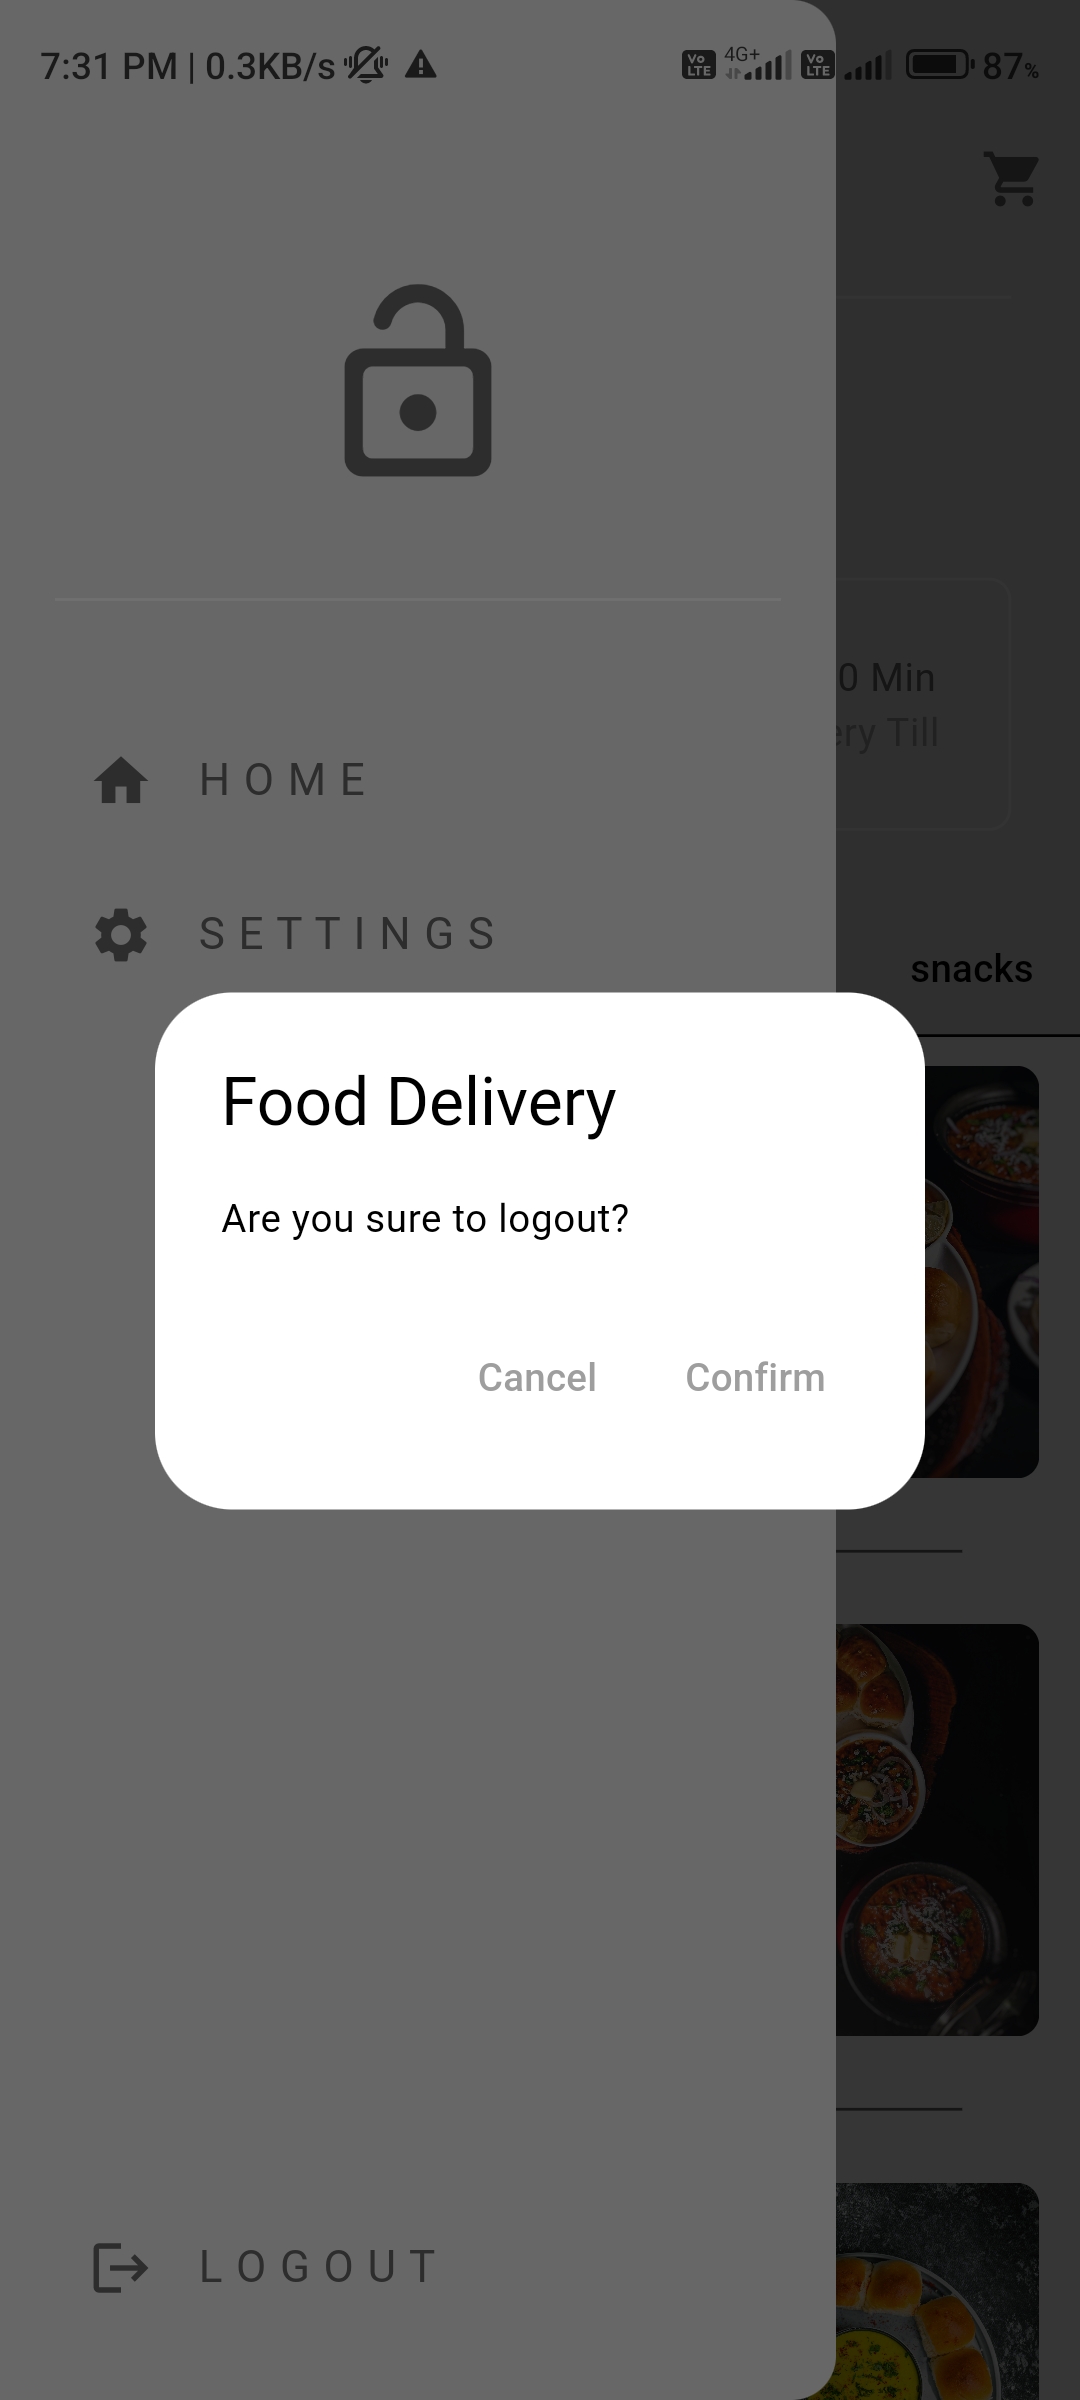 7:31 PM | 0.3KB/s
Vo LTE 4G+ Vo LTE 87%
0 Min
ery Till
HOME
SETTINGS
snacks
Food Delivery
Are you sure to logout?
Cancel Confirm
LOGOUT